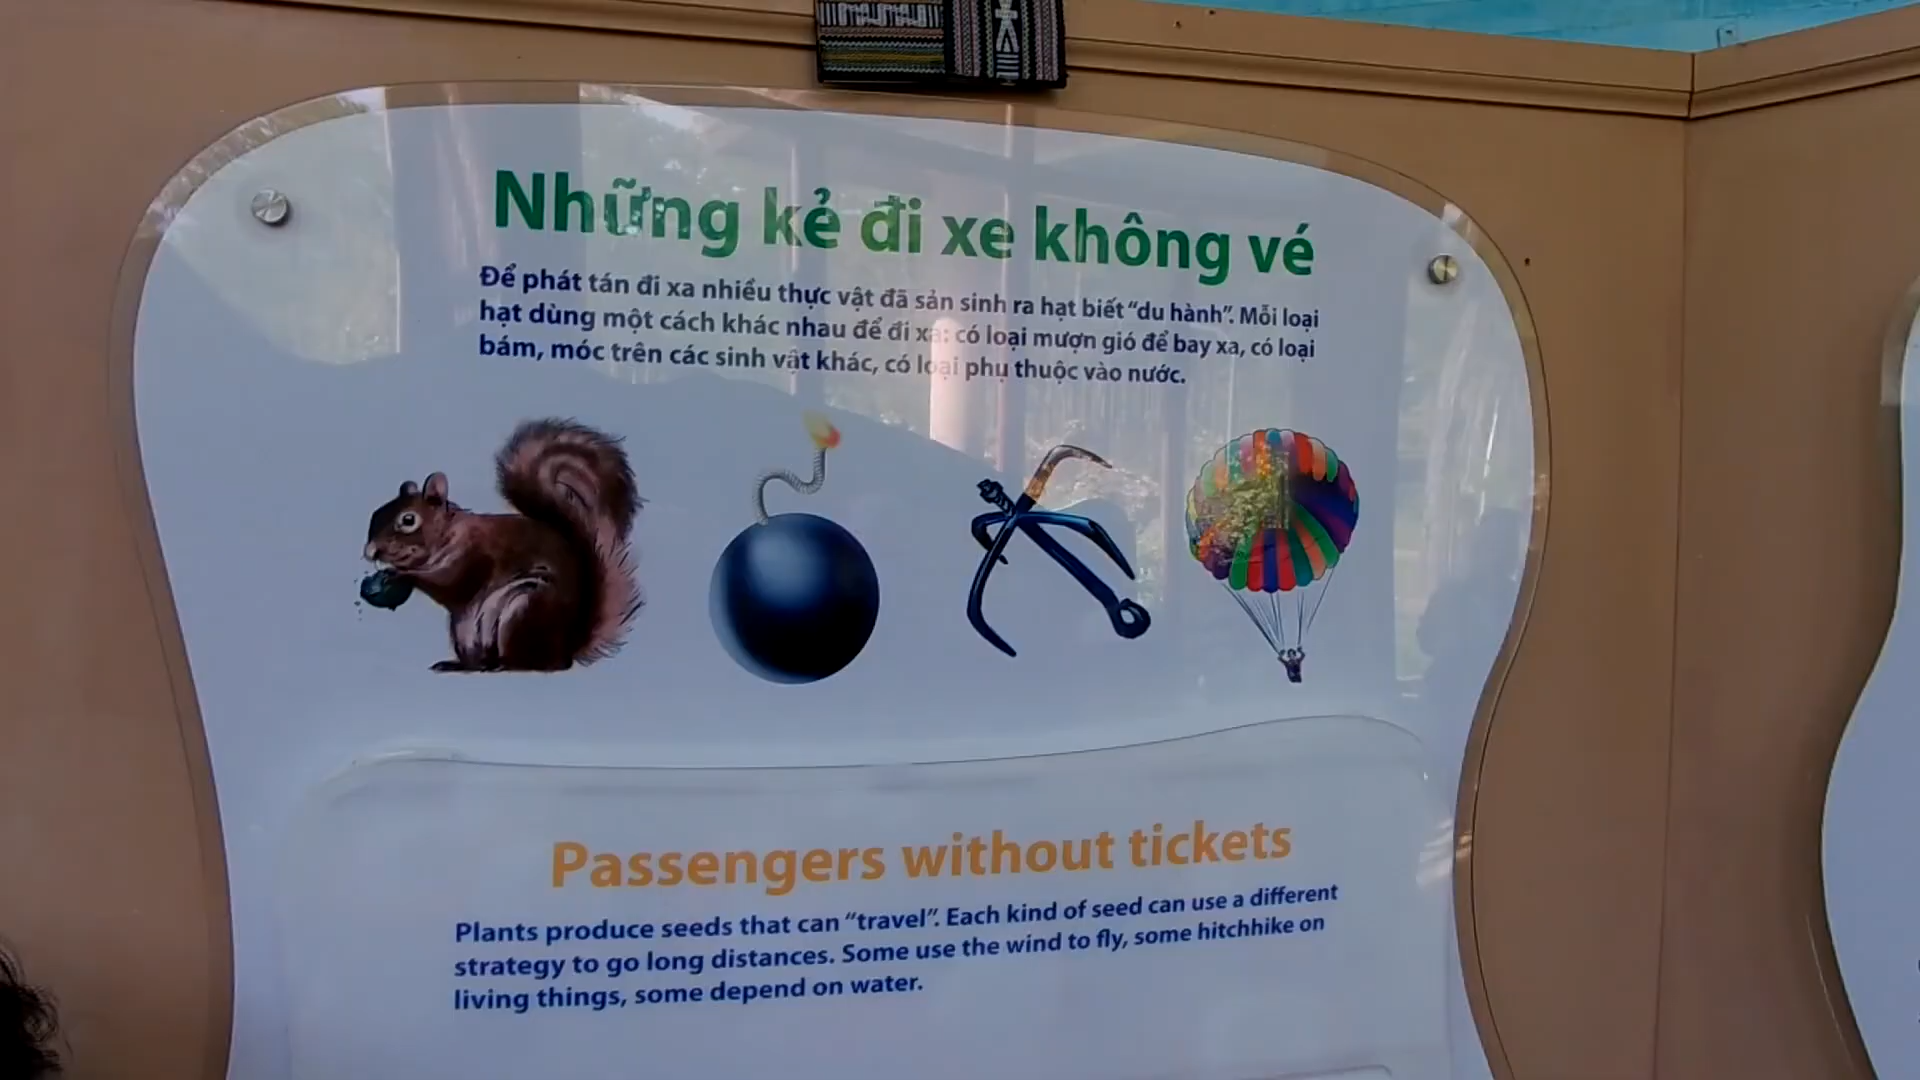 Những kẻ đi xe không vé
Để phát tán đi xa nhiều thực vật đã sản sinh ra hạt biết “du hành”. Mỗi loại
hạt dùng một cách khác nhau để đi xa: có loại mượn gió để bay xa, có loại
bám, móc trên các sinh vật khác, có loại phụ thuộc vào nước.
Passengers without tickets
Plants produce seeds that can “travel”. Each kind of seed can use a different
strategy to go long distances. Some use the wind to fly, some hitchhike on
living things, some depend on water.